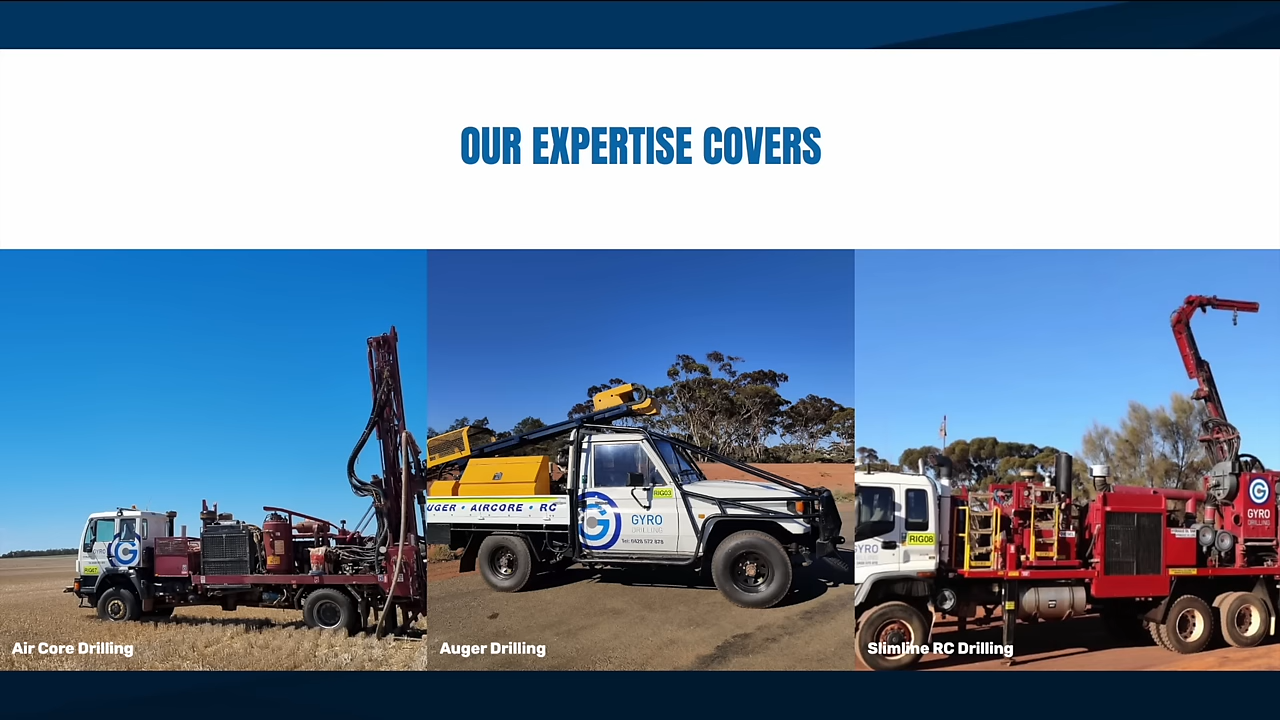 OUR EXPERTISE COVERS
Air Core Drilling
GYRO
UGER • AIRCORE • RC
RIG03
GYRO
DRILLING
Auger Drilling
RIG08
GYRO
GYRO
Slimline RC Drilling